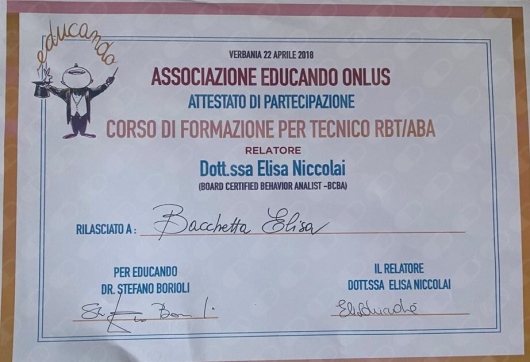 educando
VERBANIA 22 APRILE 2018
ASSOCIAZIONE EDUCANDO ONLUS
ATTESTATO DI PARTECIPAZIONE
CORSO DI FORMAZIONE PER TECNICO RBT/ABA
RELATORE
Dott.ssa Elisa Niccolai
(BOARD CERTIFIED BEHAVIOR ANALIST -BCBA)
RILASCIATO A : Bacchetta Elisa
PER EDUCANDO
DR. STEFANO BORIOLI
IL RELATORE
DOTT.SSA ELISA NICCOLAI